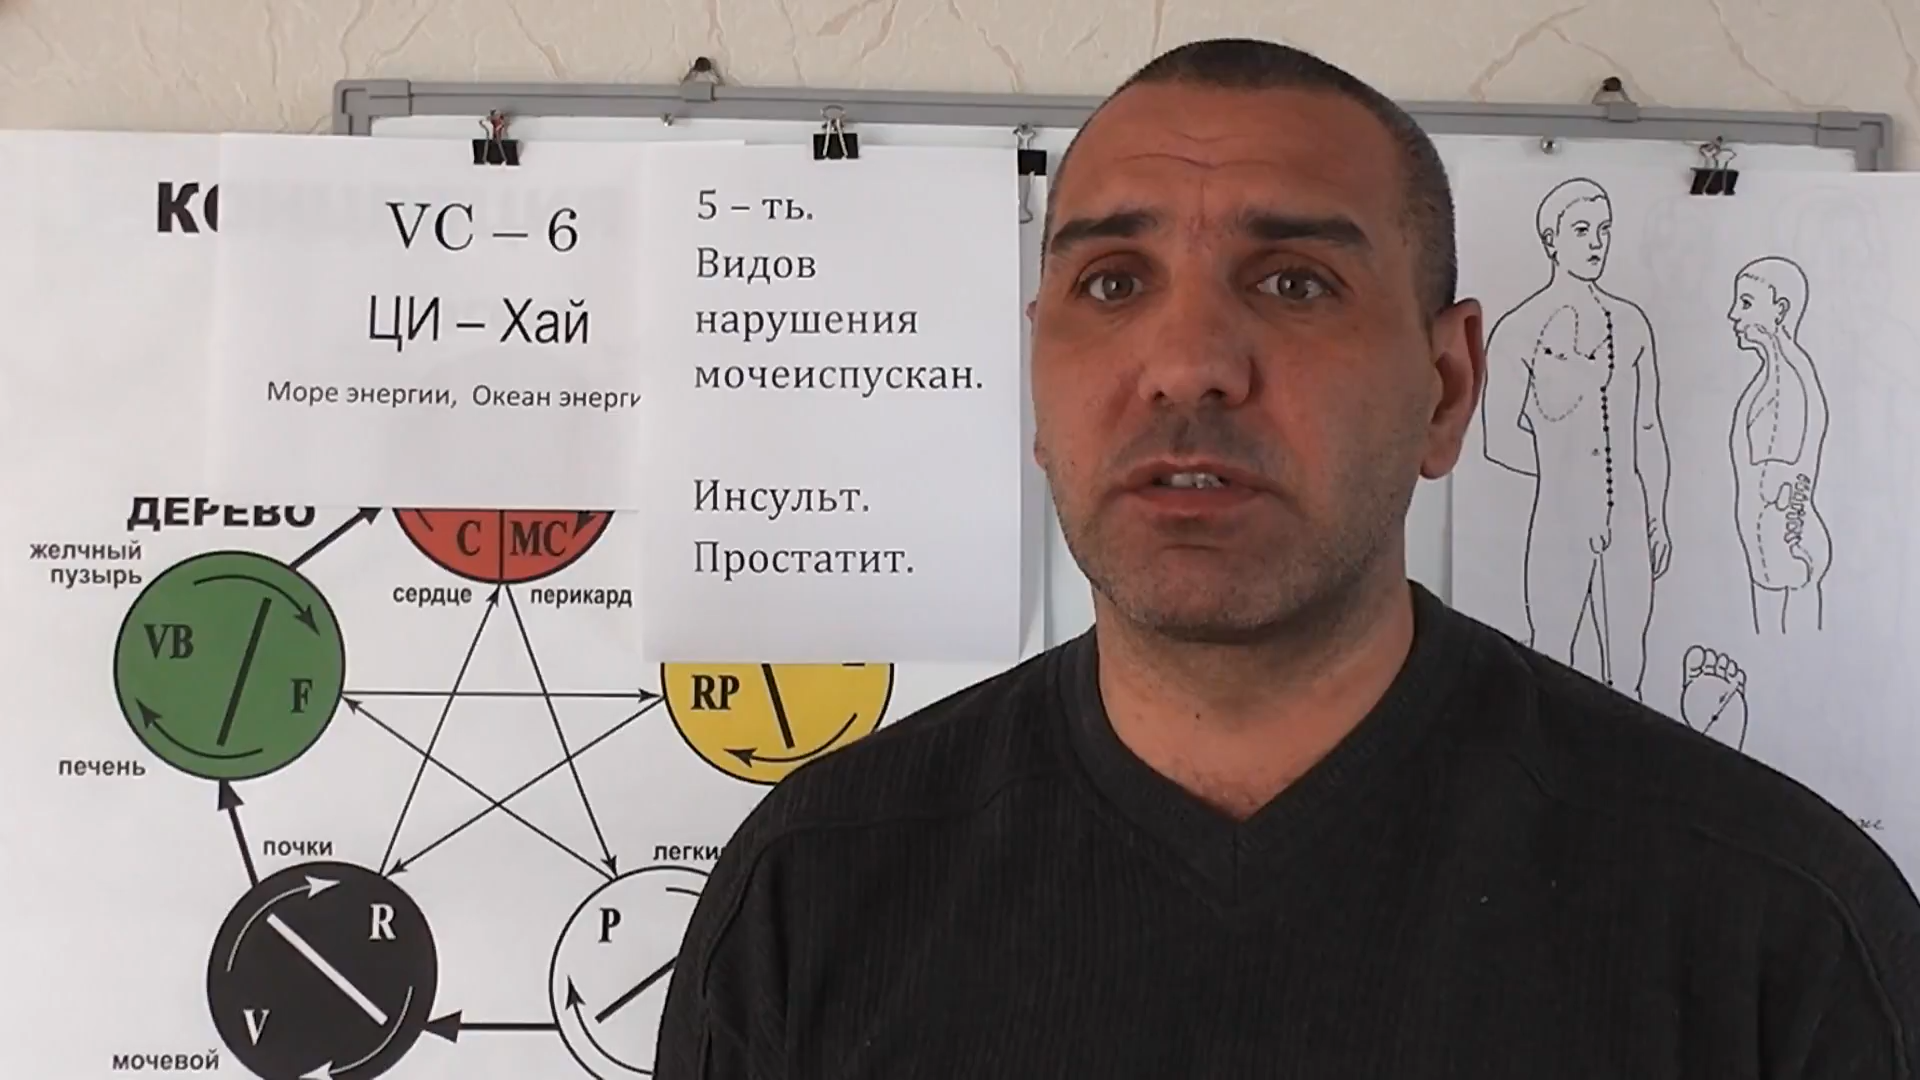 VC – 6
ЦИ – Хай
Море энергии, Океан энерги
5 – ть.
Видов
нарушения
мочеиспускан.
Инсульт.
Простатит.
ДЕРЕВО
желчный
пузырь
VB
F
печень
C
MC
сердце
перикард
RP
почки
R
V
мочевой
легки
P